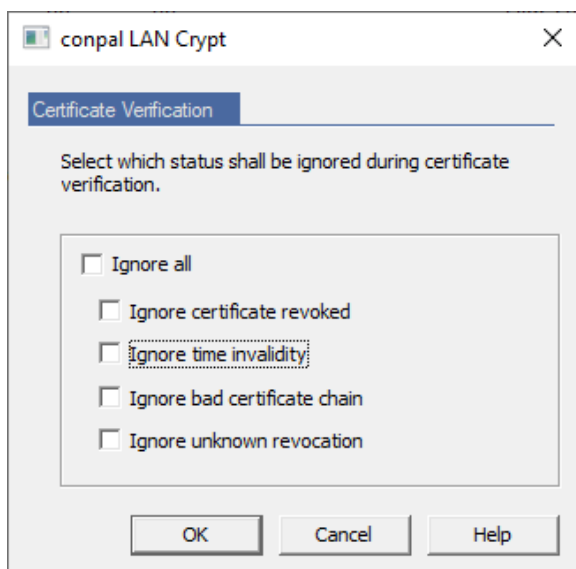 conpal LAN Crypt
Certificate Verification
Select which status shall be ignored during certificate
verification.
Ignore all
Ignore certificate revoked
Ignore time invalidity
Ignore bad certificate chain
Ignore unknown revocation
OK Cancel Help